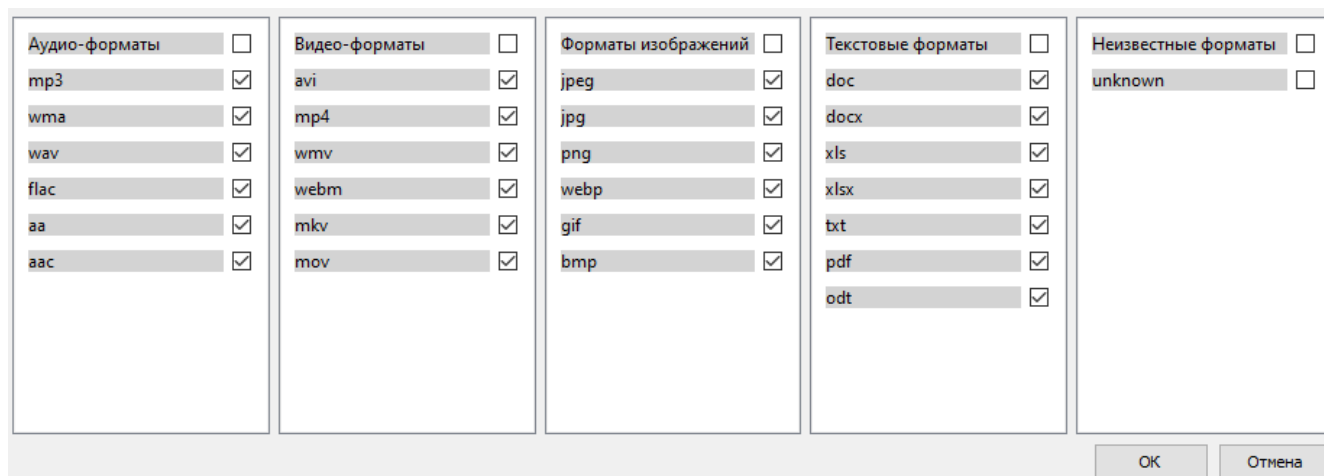 Аудио-форматы
mp3
wma
wav
flac
aa
aac
Видео-форматы
avi
mp4
wmv
webm
mkv
mov
Форматы изображений
jpeg
jpg
png
webp
gif
bmp
Текстовые форматы
doc
docx
xls
xlsx
txt
pdf
odt
Неизвестные форматы
unknown
ОК
Отмена